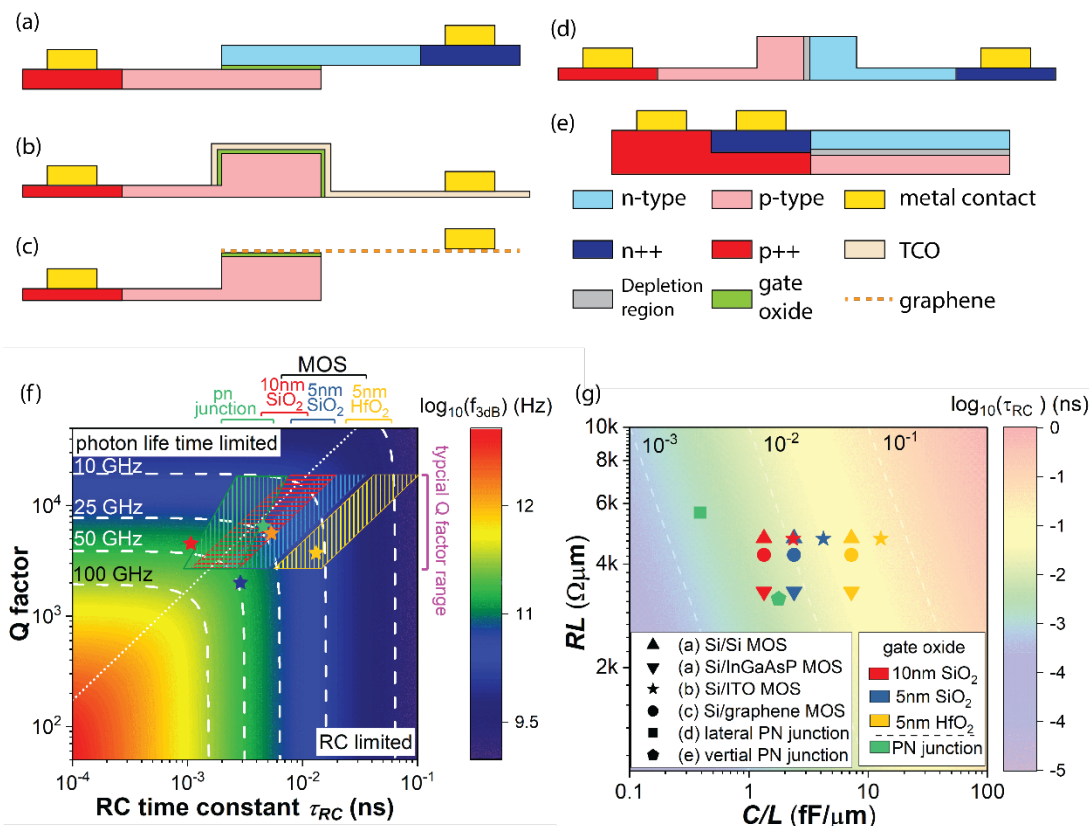 (a)
(b)
(c)
(d)
(e)
n-type
p-type
metal contact
n++
p++
TCO
Depletion
region
gate
oxide
graphene
(f)
MOS
pn
junction
10nm
SiO₂
5nm
SiO₂
5nm
HfO₂
log₁₀(f₃dB) (Hz)
photon life time limited
10 GHz
25 GHz
50 GHz
100 GHz
RC limited
typcial Q
factor range
Q factor
10⁴
10³
10²
10⁻⁴
10⁻³
10⁻²
10⁻¹
RC time constant τRC (ns)
12
11
9.5
(g)
log₁₀(τRC) (ns)
10⁻³
10⁻²
10⁻¹
10k
8k
6k
4k
2k
RL (Ωμm)
(a) Si/Si MOS
(a) Si/InGaAsP MOS
(b) Si/ITO MOS
(c) Si/graphene MOS
(d) lateral PN junction
(e) vertial PN junction
gate oxide
10nm SiO₂
5nm SiO₂
5nm HfO₂
PN junction
0.1
1
10
100
C/L (fF/μm)
0
-1
-2
-3
-4
-5